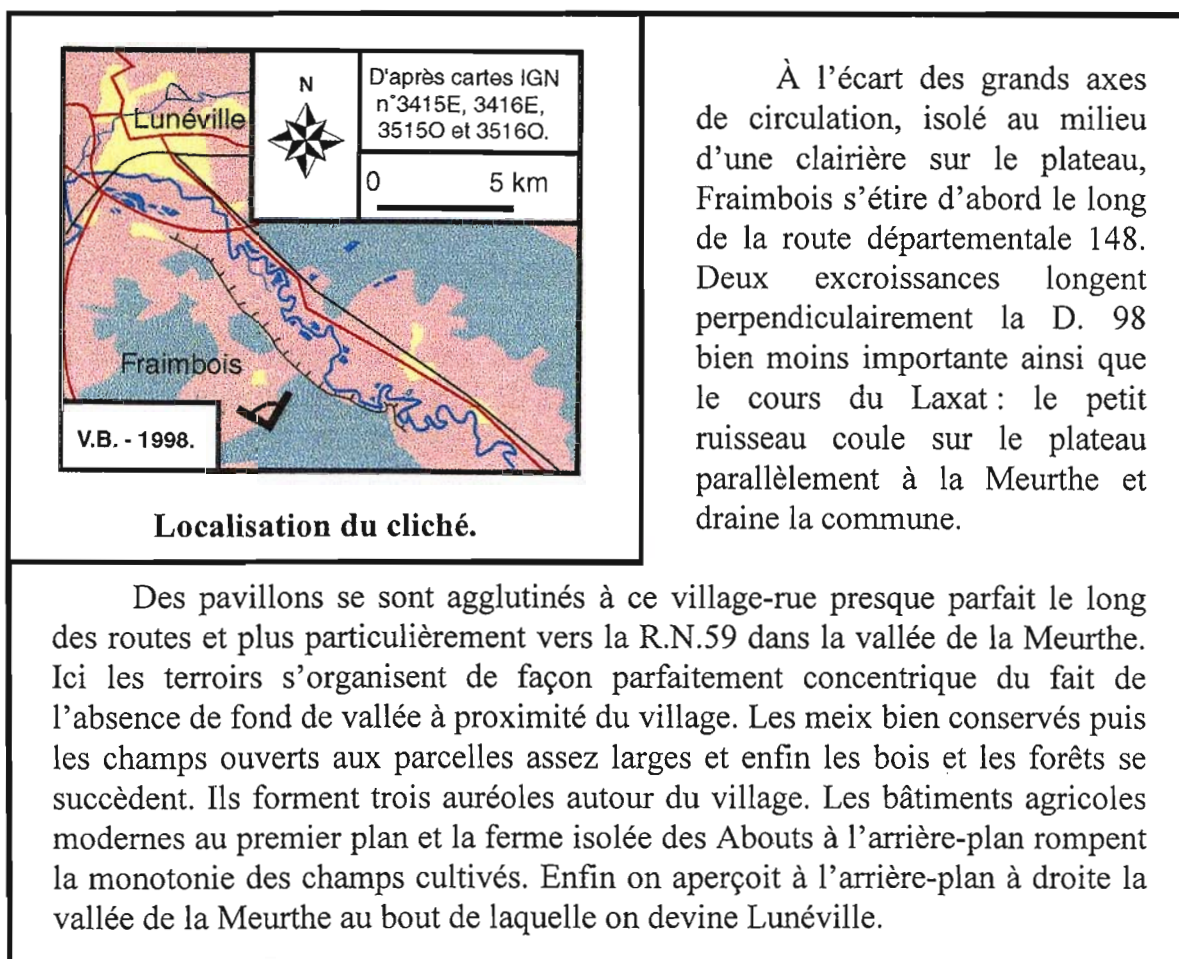 Lunéville
N
D'après cartes IGN
n°3415E, 3416E,
3515O et 3516O.
0 5 km
Fraimbois
V.B. - 1998.
Localisation du cliché.
À l'écart des grands axes
de circulation, isolé au milieu
d'une clairière sur le plateau,
Fraimbois s'étire d'abord le long
de la route départementale 148.
Deux excroissances longent
perpendiculairement la D. 98
bien moins importante ainsi que
le cours du Laxat : le petit
ruisseau coule sur le plateau
parallèlement à la Meurthe et
draine la commune.
Des pavillons se sont agglutinés à ce village-rue presque parfait le long
des routes et plus particulièrement vers la R.N.59 dans la vallée de la Meurthe.
Ici les terroirs s'organisent de façon parfaitement concentrique du fait de
l'absence de fond de vallée à proximité du village. Les meix bien conservés puis
les champs ouverts aux parcelles assez larges et enfin les bois et les forêts se
succèdent. Ils forment trois auréoles autour du village. Les bâtiments agricoles
modernes au premier plan et la ferme isolée des Abouts à l'arrière-plan rompent
la monotonie des champs cultivés. Enfin on aperçoit à l'arrière-plan à droite la
vallée de la Meurthe au bout de laquelle on devine Lunéville.